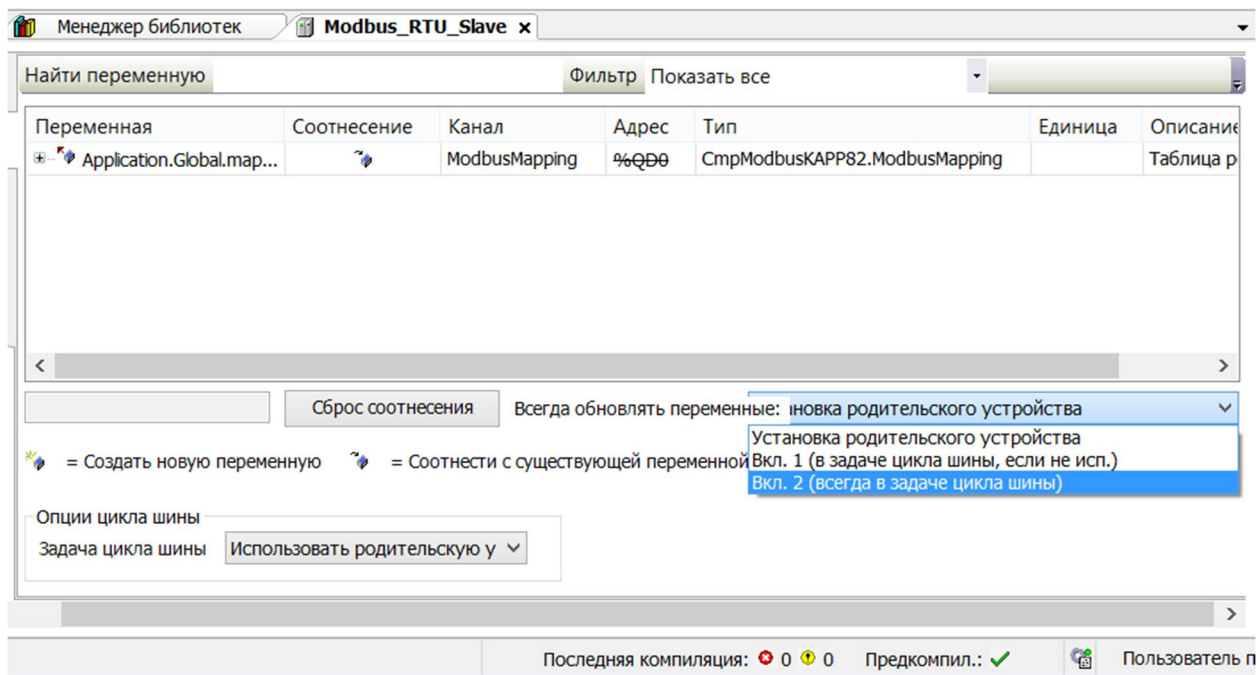 Менеджер библиотек Modbus_RTU_Slave x
Найти переменную Фильтр Показать все
Переменная Соотнесение Канал Адрес Тип Единица Описание
Application.Global.map... ModbusMapping %QD0 CmpModbusKAPP82.ModbusMapping Таблица р
Сброс соотнесения Всегда обновлять переменные: новка родительского устройства
Установка родительского устройства
= Создать новую переменную = Соотнести с существующей переменной Вкл. 1 (в задаче цикла шины, если не исп.)
Вкл. 2 (всегда в задаче цикла шины)
Опции цикла шины
Задача цикла шины Использовать родительскую у
Последняя компиляция: 0 0 Предкомпил.: Пользователь п